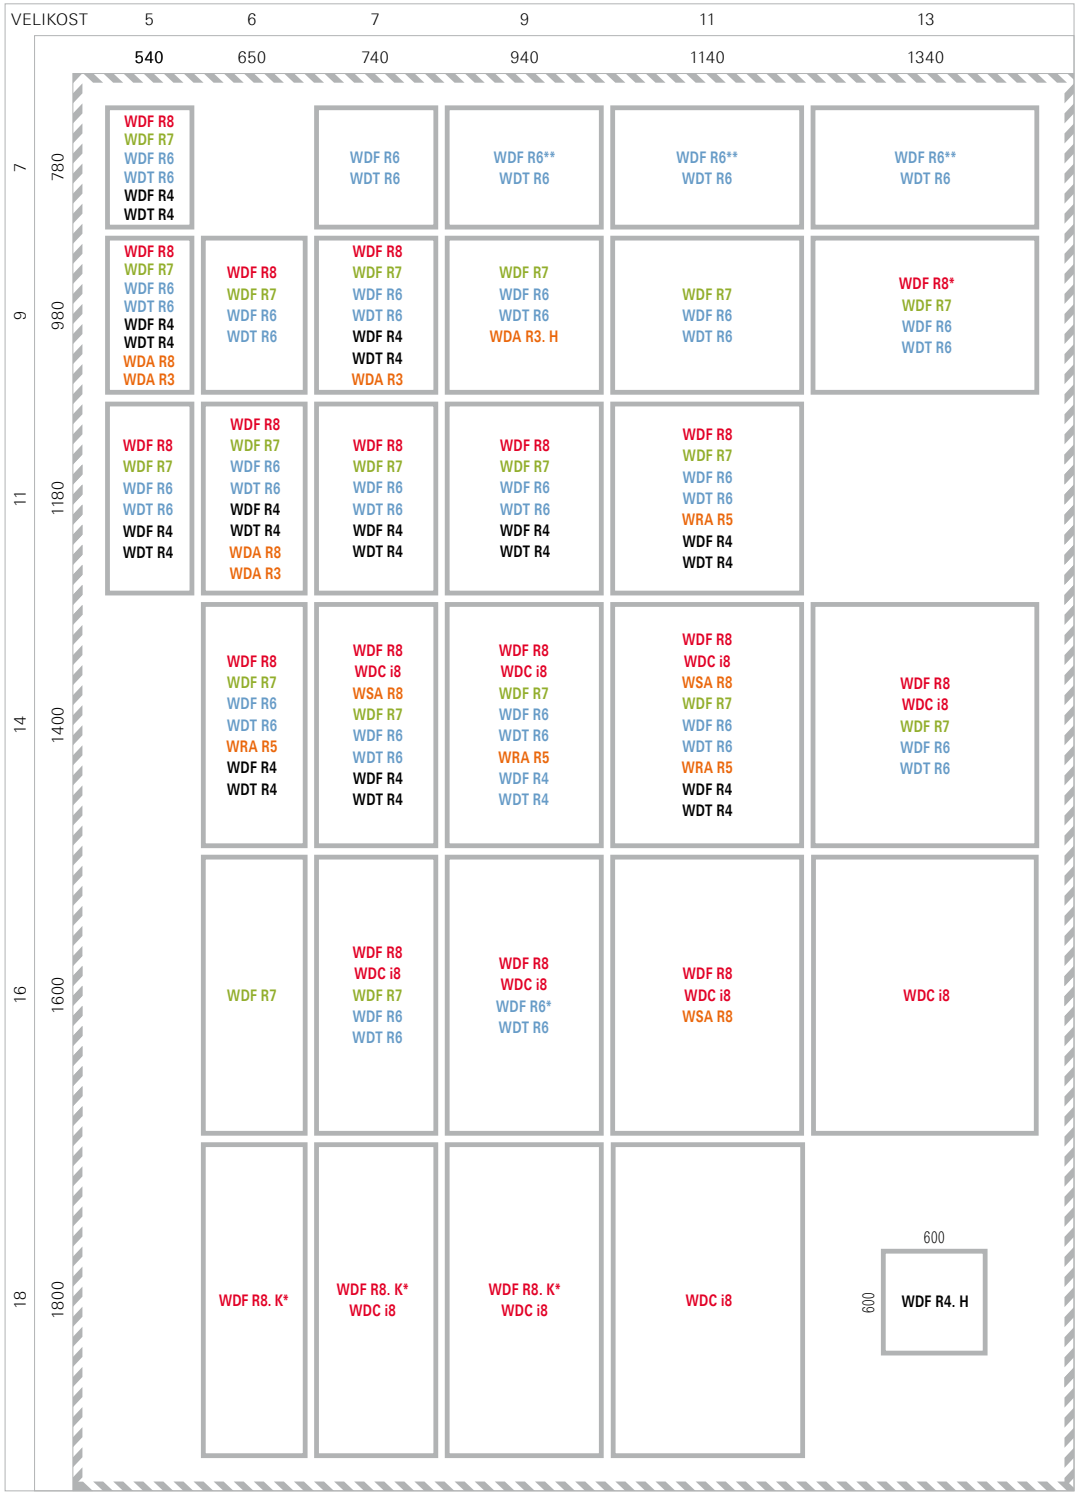 VELIKOST 5 6 7 9 11 13
540 650 740 940 1140 1340
7 780
WDF R8
WDF R7
WDF R6
WDT R6
WDF R4
WDT R4
WDF R6
WDT R6
WDF R6**
WDT R6
WDF R6**
WDT R6
WDF R6**
WDT R6
9 980
WDF R8
WDF R7
WDF R6
WDT R6
WDF R4
WDT R4
WDA R8
WDA R3
WDF R8
WDF R7
WDF R6
WDT R6
WDF R8
WDF R7
WDF R6
WDT R6
WDF R4
WDT R4
WDA R3
WDF R7
WDF R6
WDT R6
WDA R3. H
WDF R7
WDF R6
WDT R6
WDF R8*
WDF R7
WDF R6
WDT R6
11 1180
WDF R8
WDF R7
WDF R6
WDT R6
WDF R4
WDT R4
WDF R8
WDF R7
WDF R6
WDT R6
WDF R4
WDT R4
WDA R8
WDA R3
WDF R8
WDF R7
WDF R6
WDT R6
WDF R4
WDT R4
WDF R8
WDF R7
WDF R6
WDT R6
WDF R4
WDT R4
WDF R8
WDF R7
WDF R6
WDT R6
WRA R5
WDF R4
WDT R4
14 1400
WDF R8
WDF R7
WDF R6
WDT R6
WRA R5
WDF R4
WDT R4
WDF R8
WDC i8
WSA R8
WDF R7
WDF R6
WDT R6
WDF R4
WDT R4
WDF R8
WDC i8
WDF R7
WDF R6
WDT R6
WRA R5
WDF R4
WDT R4
WDF R8
WDC i8
WSA R8
WDF R7
WDF R6
WDT R6
WRA R5
WDF R4
WDT R4
WDF R8
WDC i8
WDF R7
WDF R6
WDT R6
16 1600
WDF R7
WDF R8
WDC i8
WDF R7
WDF R6
WDT R6
WDF R8
WDC i8
WDF R6*
WDT R6
WDF R8
WDC i8
WSA R8
WDC i8
18 1800
WDF R8. K*
WDF R8. K*
WDC i8
WDF R8. K*
WDC i8
WDC i8
600
600
WDF R4. H